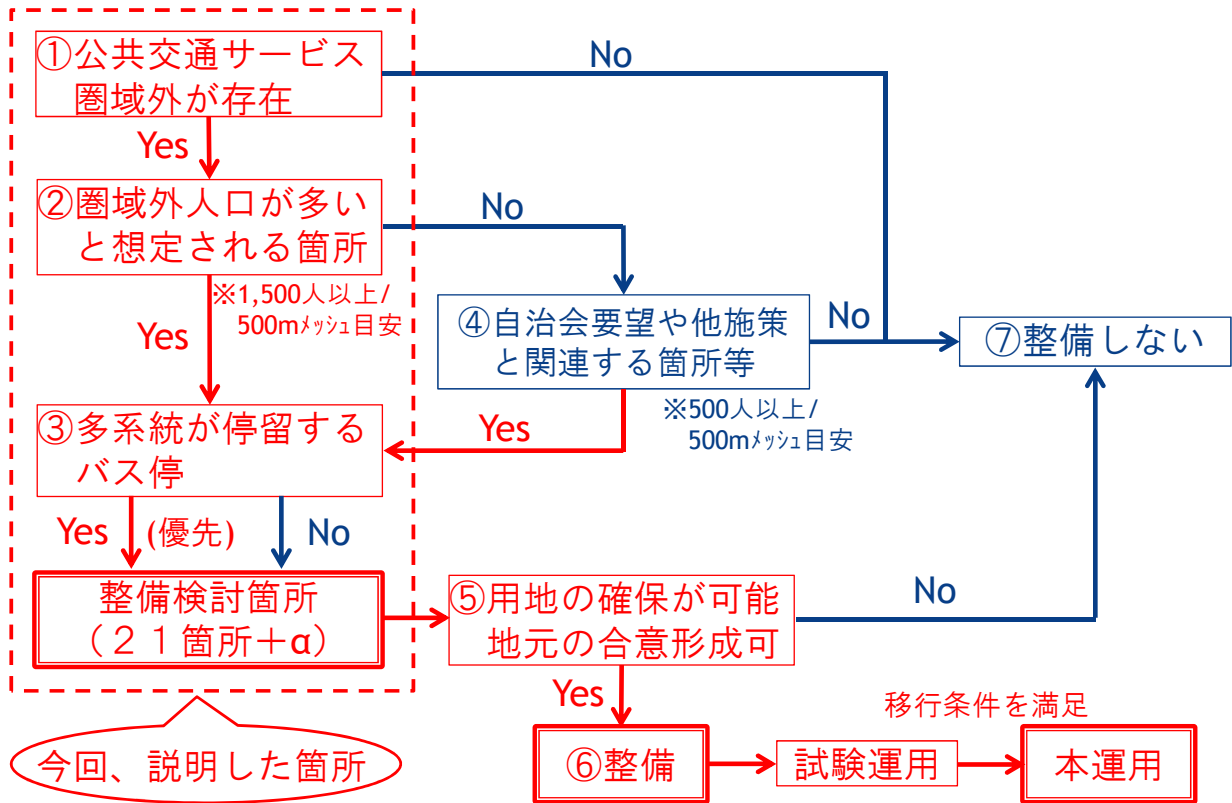 ①公共交通サービス
圏域外が存在
No
Yes
②圏域外人口が多い
と想定される箇所
No
※1,500人以上/
500mﾒｯｼｭ目安
Yes
④自治会要望や他施策
と関連する箇所等
No
⑦整備しない
※500人以上/
500mﾒｯｼｭ目安
Yes
③多系統が停留する
バス停
Yes
(優先)
No
整備検討箇所
（２１箇所＋α）
⑤用地の確保が可能
地元の合意形成可
No
Yes
今回、説明した箇所
⑥整備
試験運用
移行条件を満足
本運用